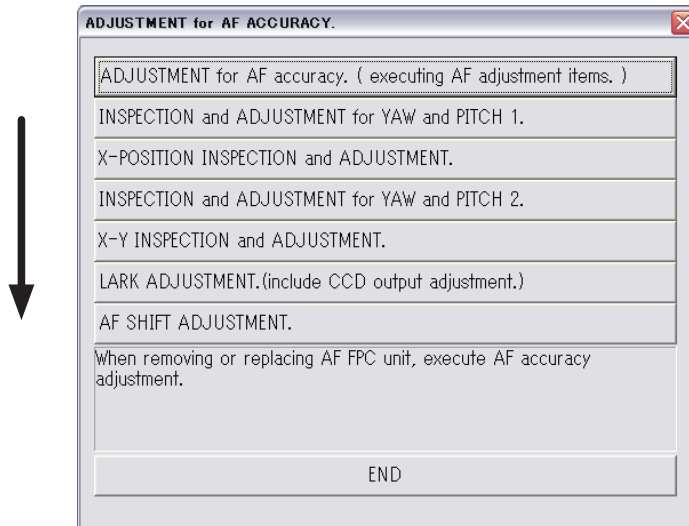 ADJUSTMENT for AF ACCURACY.
ADJUSTMENT for AF accuracy. ( executing AF adjustment items. )
INSPECTION and ADJUSTMENT for YAW and PITCH 1.
X-POSITION INSPECTION and ADJUSTMENT.
INSPECTION and ADJUSTMENT for YAW and PITCH 2.
X-Y INSPECTION and ADJUSTMENT.
LARK ADJUSTMENT.(include CCD output adjustment.)
AF SHIFT ADJUSTMENT.
When removing or replacing AF FPC unit, execute AF accuracy
adjustment.
END